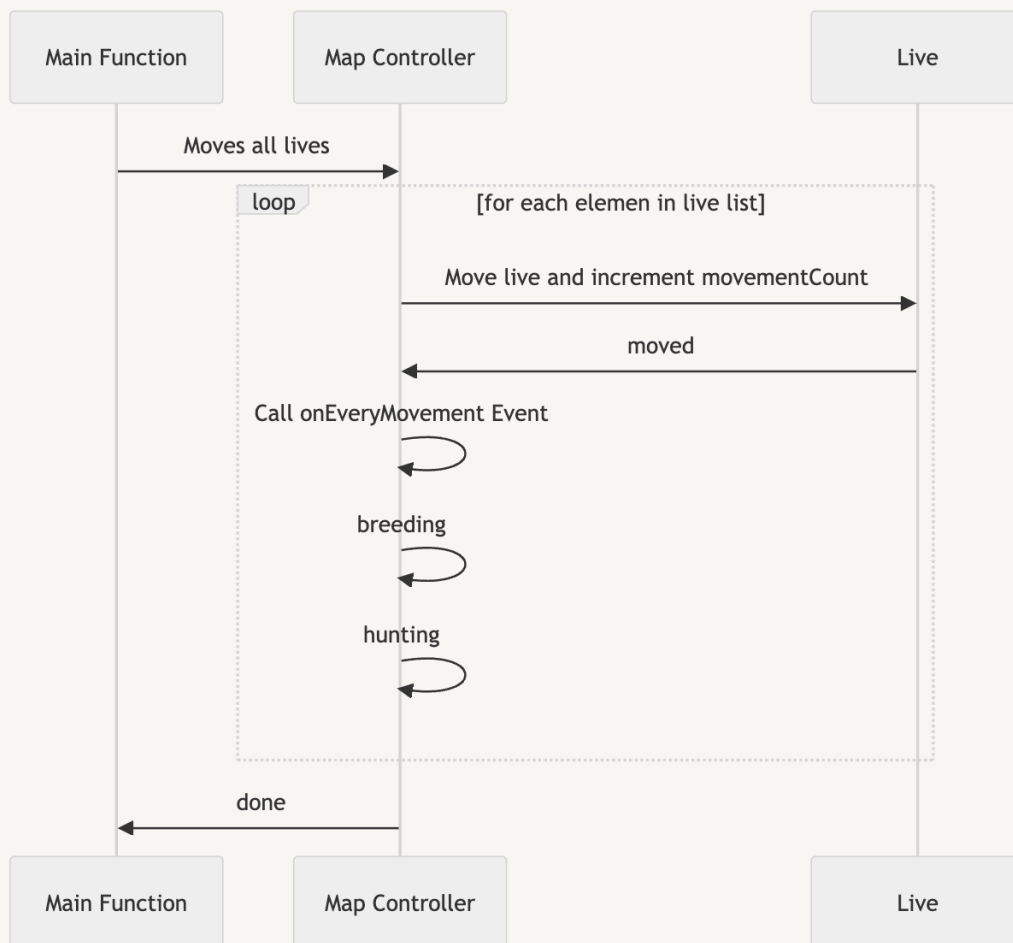 Main Function
Map Controller
Live
Moves all lives
loop
[for each elemen in live list]
Move live and increment movementCount
moved
Call onEveryMovement Event
breeding
hunting
done
Main Function
Map Controller
Live